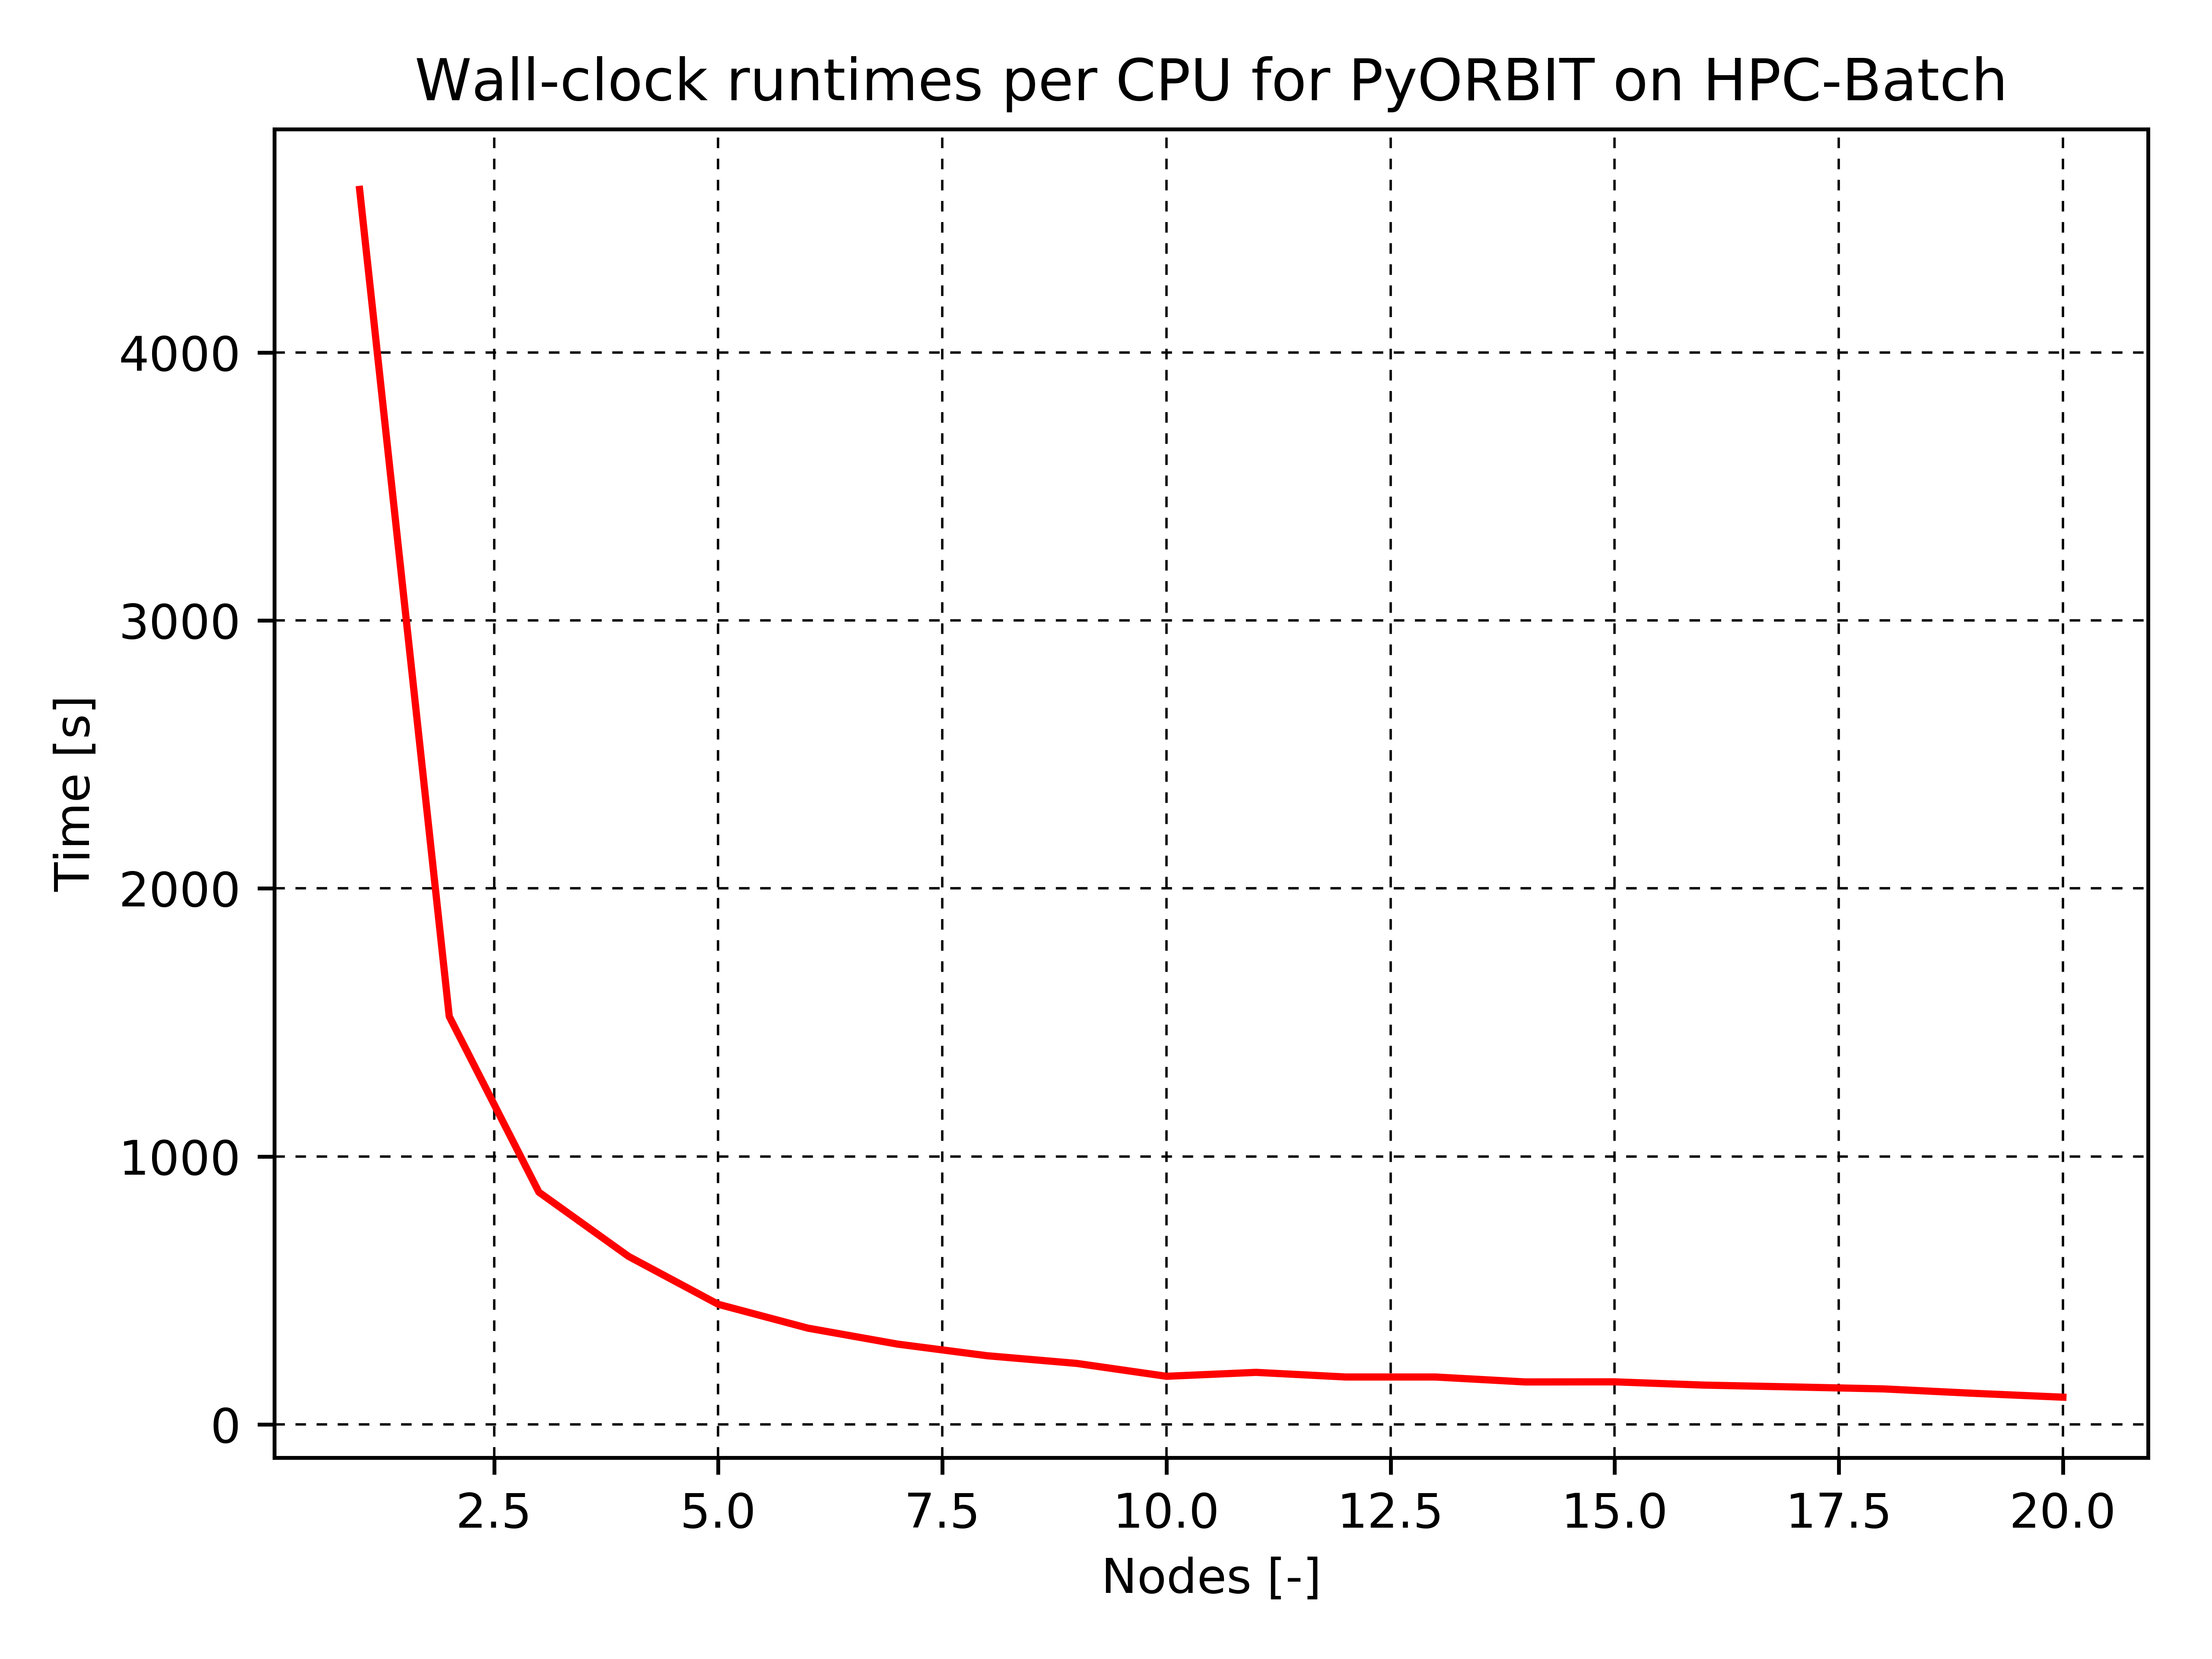 Wall-clock runtimes per CPU for PyORBIT on HPC-Batch
4000
3000
2000
1000
0
Time [s]
2.5 5.0 7.5 10.0 12.5 15.0 17.5 20.0
Nodes [-]